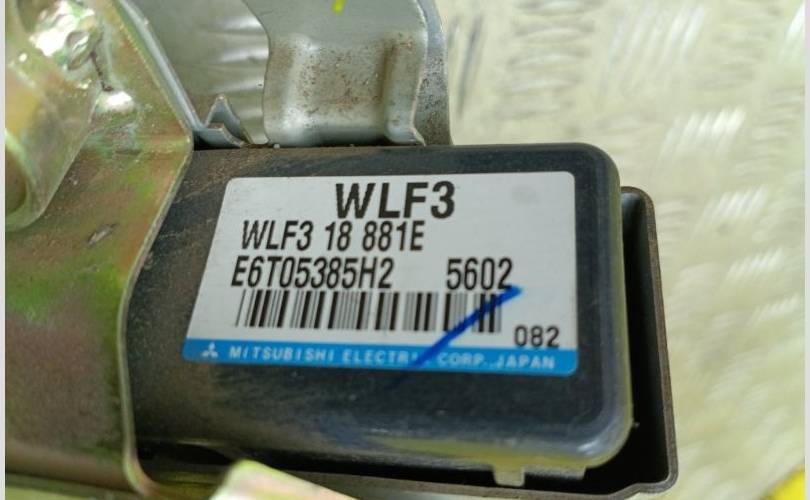 WLF3
WLF3 18 881E
E6T05385H2 5602
082
MITSUBISHI ELECTRIC CORP. JAPAN